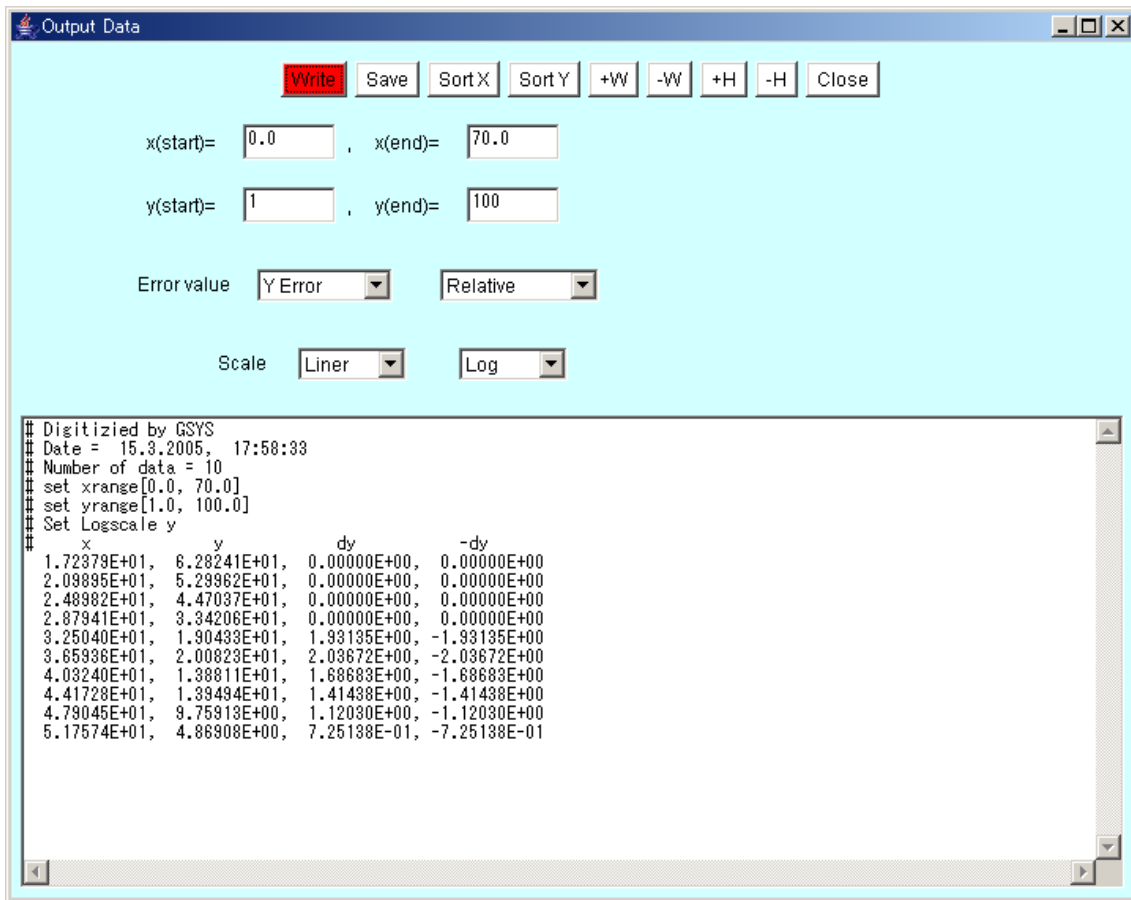 Output Data
Write Save Sort X Sort Y +W -W +H -H Close
x(start)= 0.0 , x(end)= 70.0
y(start)= 1 , y(end)= 100
Error value Y Error Relative
Scale Liner Log
# Digitizied by GSYS
# Date =  15.3.2005,  17:58:33
# Number of data = 10
# set xrange[0.0, 70.0]
# set yrange[1.0, 100.0]
# Set Logscale y
# x y dy -dy
1.72379E+01, 6.28241E+01, 0.00000E+00, 0.00000E+00
2.09895E+01, 5.29962E+01, 0.00000E+00, 0.00000E+00
2.48982E+01, 4.47037E+01, 0.00000E+00, 0.00000E+00
2.87941E+01, 3.34206E+01, 0.00000E+00, 0.00000E+00
3.25040E+01, 1.90433E+01, 1.93135E+00, -1.93135E+00
3.65936E+01, 2.00823E+01, 2.03672E+00, -2.03672E+00
4.03240E+01, 1.38811E+01, 1.68683E+00, -1.68683E+00
4.41728E+01, 1.39494E+01, 1.41438E+00, -1.41438E+00
4.79045E+01, 9.75913E+00, 1.12030E+00, -1.12030E+00
5.17574E+01, 4.86908E+00, 7.25138E-01, -7.25138E-01